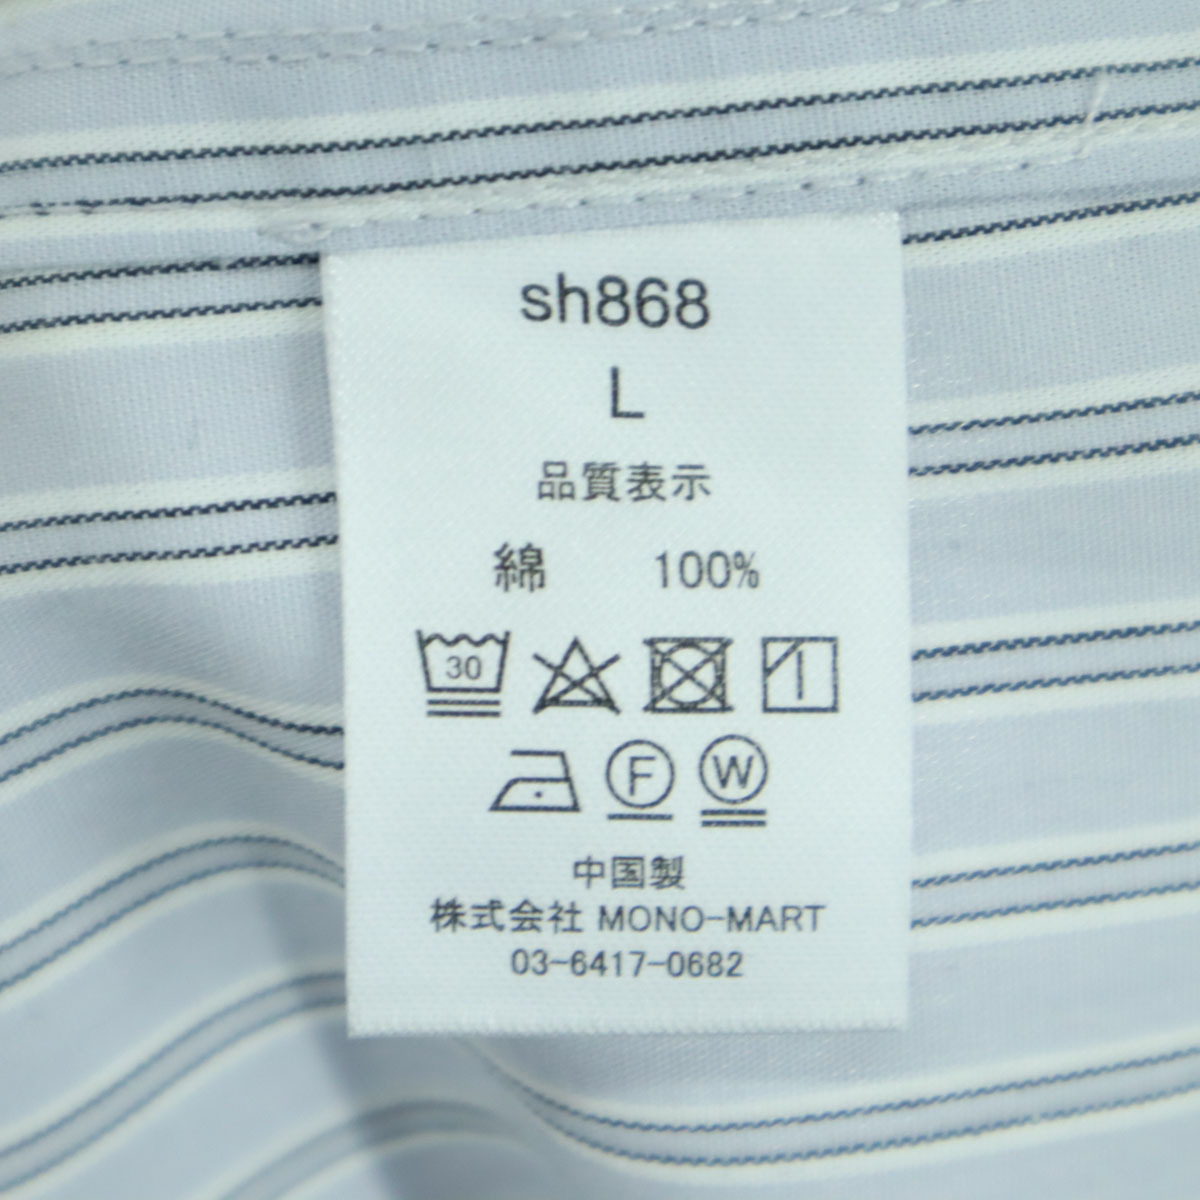 sh868
L
品質表示
綿 100%
30
F W
中国製
株式会社 MONO-MART
03-6417-0682